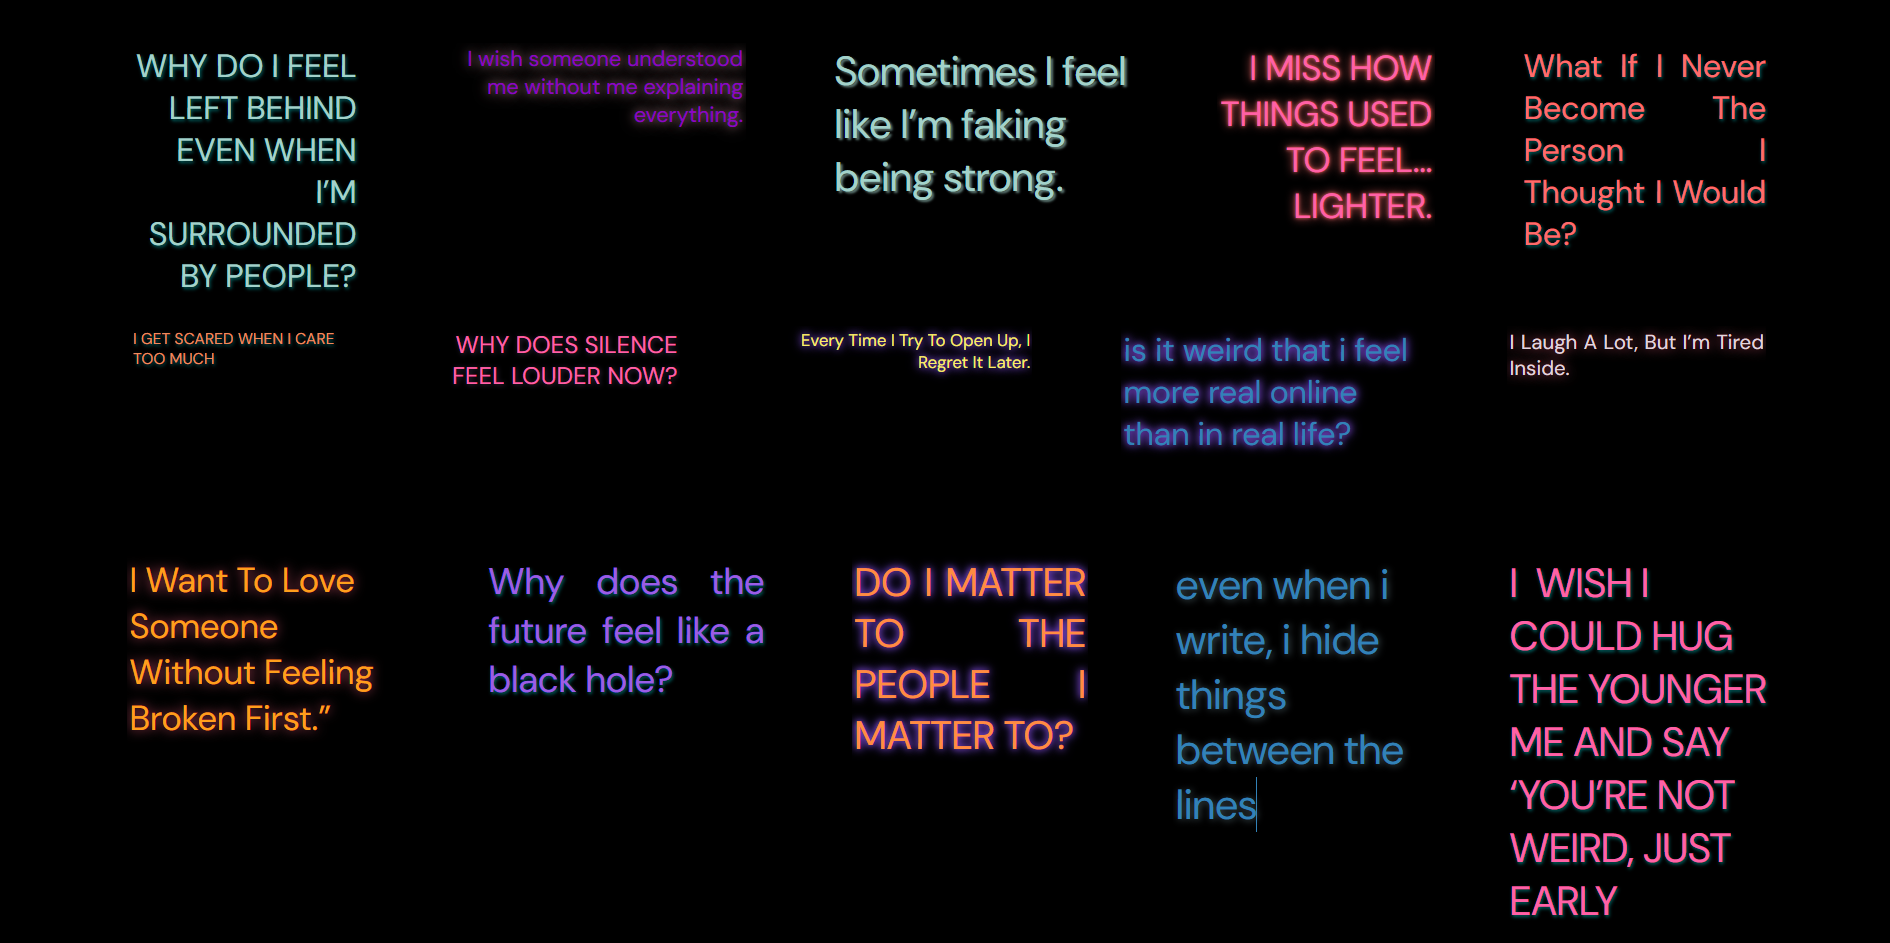 WHY DO I FEEL
LEFT BEHIND
EVEN WHEN
I’M
SURROUNDED
BY PEOPLE?
I wish someone understood
me without me explaining
everything.
Sometimes I feel
like I’m faking
being strong.
I MISS HOW
THINGS USED
TO FEEL…
LIGHTER.
What If I Never
Become The
Person I
Thought I Would
Be?
I GET SCARED WHEN I CARE
TOO MUCH
WHY DOES SILENCE
FEEL LOUDER NOW?
Every Time I Try To Open Up, I
Regret It Later.
is it weird that i feel
more real online
than in real life?
I Laugh A Lot, But I’m Tired
Inside.
I Want To Love
Someone
Without Feeling
Broken First.”
Why does the
future feel like a
black hole?
DO I MATTER
TO THE
PEOPLE I
MATTER TO?
even when i
write, i hide
things
between the
lines
I WISH I
COULD HUG
THE YOUNGER
ME AND SAY
‘YOU’RE NOT
WEIRD, JUST
EARLY